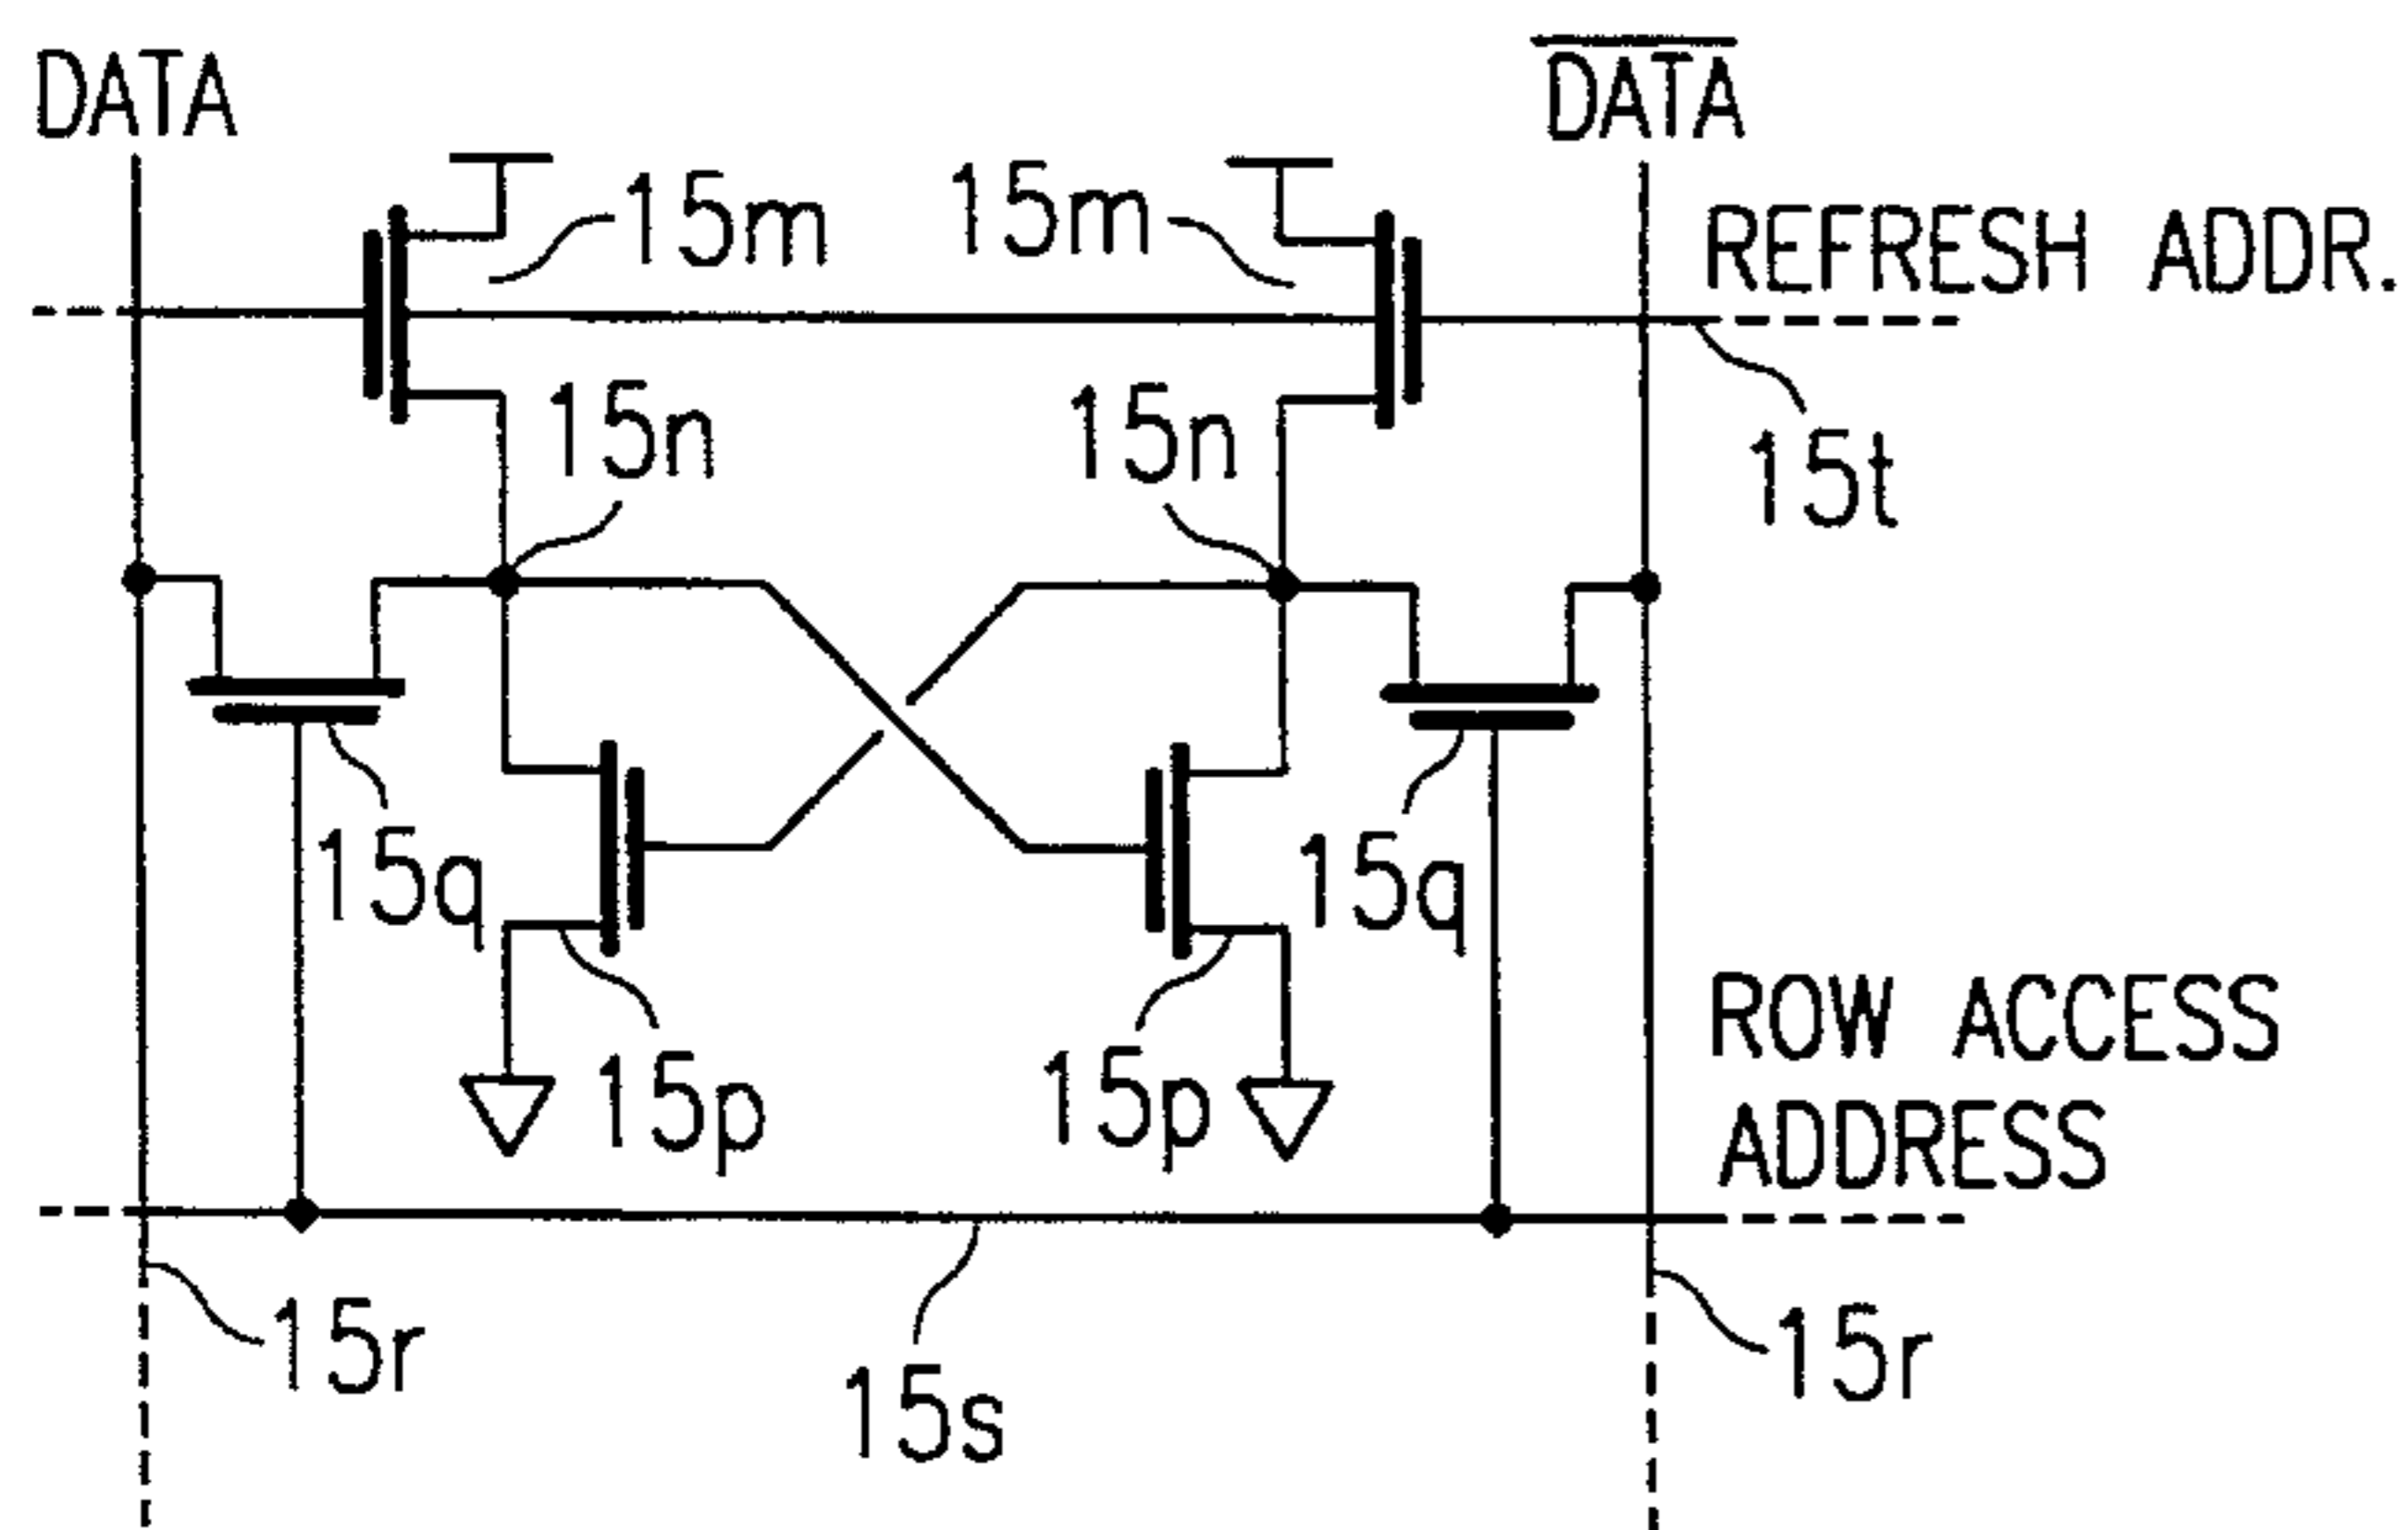 DATA
DATA
15m
15m
REFRESH ADDR.
15n
15n
15t
15q
15q
ROW ACCESS
ADDRESS
15p
15p
15r
15r
15s